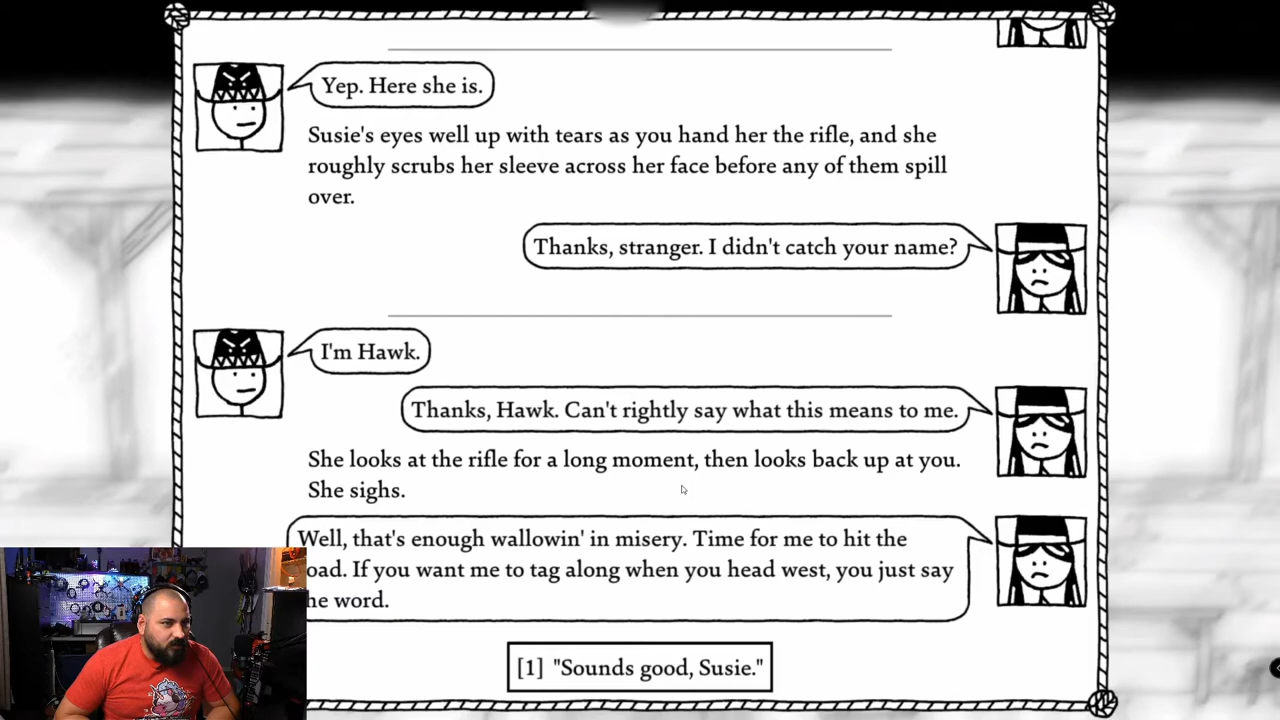 Yep. Here she is.
Susie's eyes well up with tears as you hand her the rifle, and she
roughly scrubs her sleeve across her face before any of them spill
over.
Thanks, stranger. I didn't catch your name?
I'm Hawk.
Thanks, Hawk. Can't rightly say what this means to me.
She looks at the rifle for a long moment, then looks back up at you.
She sighs.
Well, that's enough wallowin' in misery. Time for me to hit the
oad. If you want me to tag along when you head west, you just say
he word.
[1] "Sounds good, Susie."